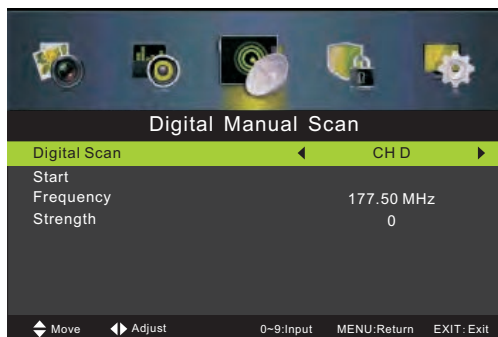 Digital Manual Scan
Digital Scan CH D
Start
Frequency 177.50 MHz
Strength 0
Move Adjust 0~9:Input MENU:Return EXIT:Exit